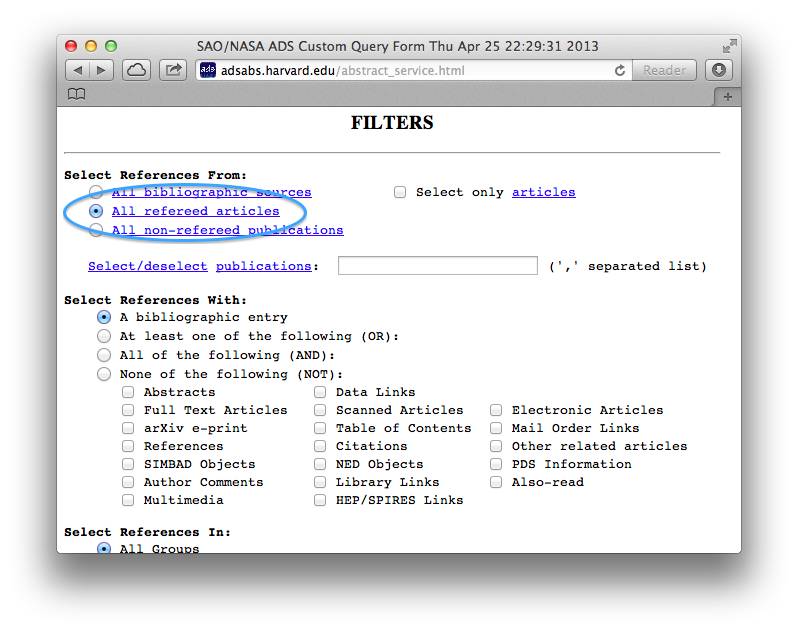 SAO/NASA ADS Custom Query Form Thu Apr 25 22:29:31 2013
ads adsabs.harvard.edu/abstract_service.html Reader
FILTERS
Select References From:
All bibliographic sources Select only articles
All refereed articles
All non-refereed publications
Select/deselect publications: (',' separated list)
Select References With:
A bibliographic entry
At least one of the following (OR):
All of the following (AND):
None of the following (NOT):
Abstracts Data Links
Full Text Articles Scanned Articles Electronic Articles
arXiv e-print Table of Contents Mail Order Links
References Citations Other related articles
SIMBAD Objects NED Objects PDS Information
Author Comments Library Links Also-read
Multimedia HEP/SPIRES Links
Select References In:
All Groups